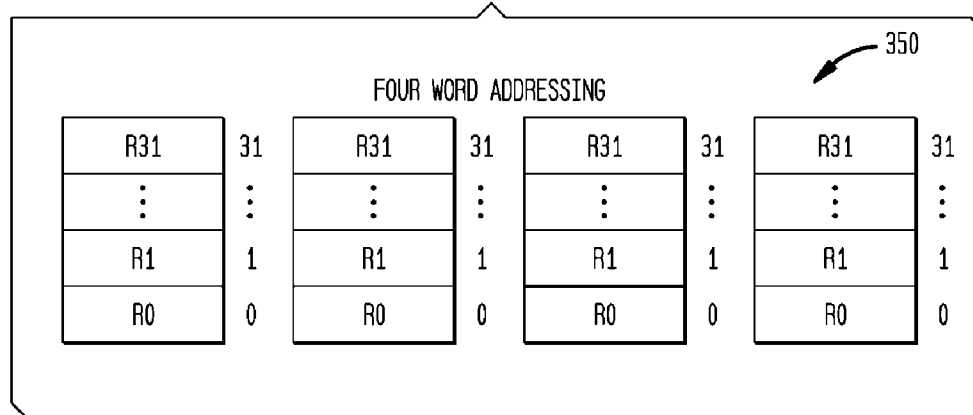 350
FOUR WORD ADDRESSING
R31 31 R31 31 R31 31 R31 31
R1 1 R1 1 R1 1 R1 1
R0 0 R0 0 R0 0 R0 0